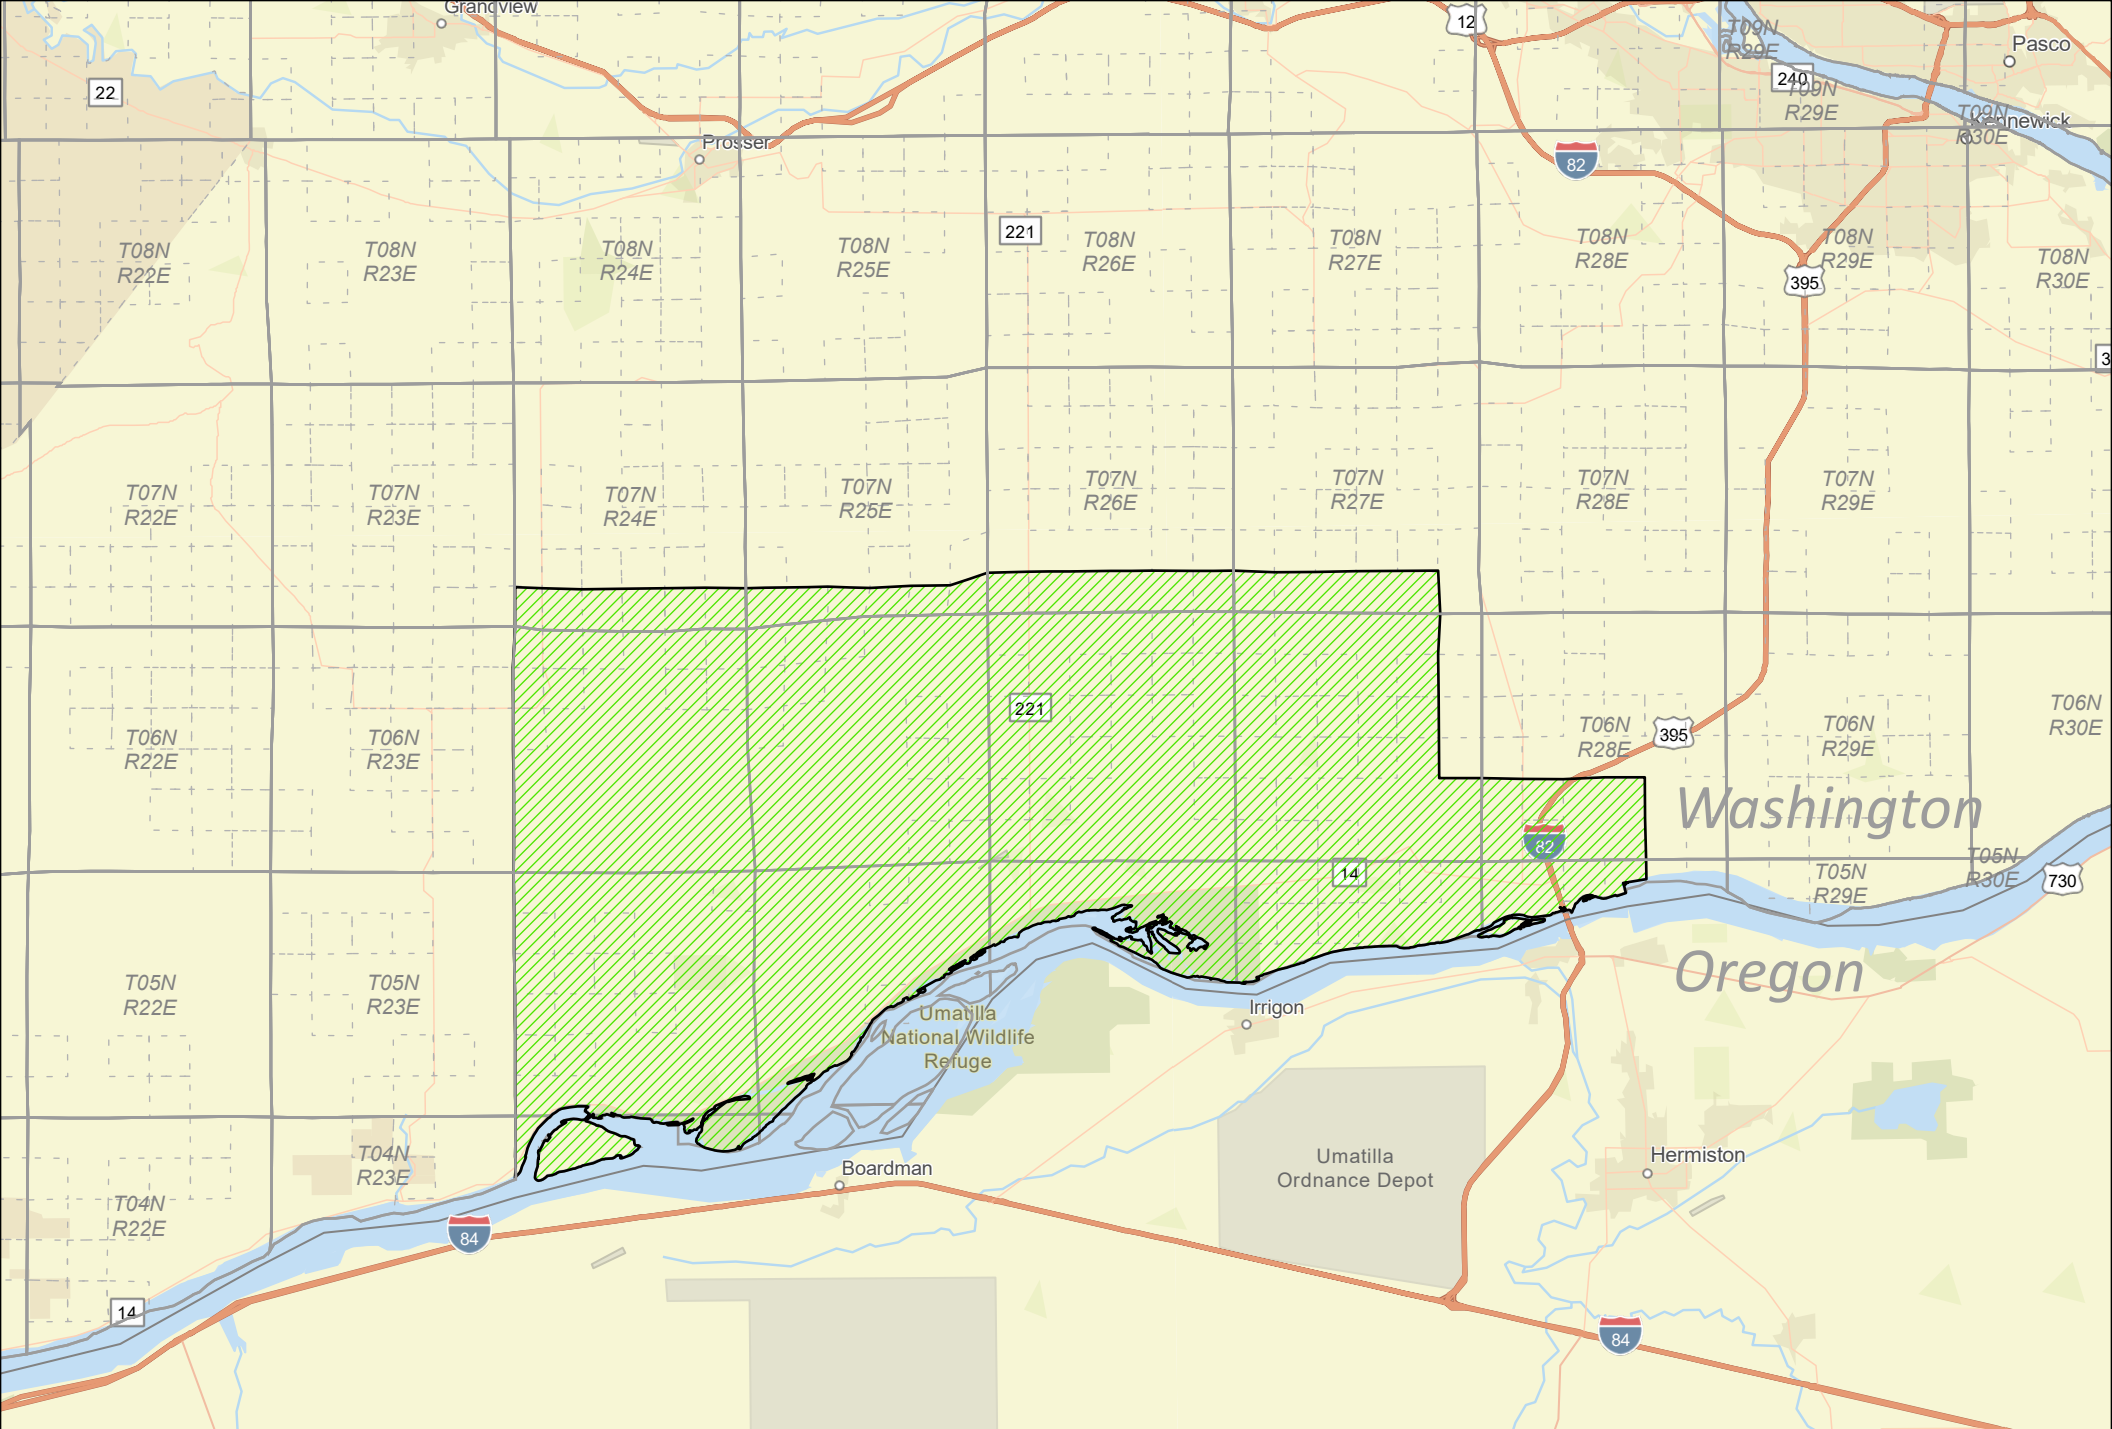 Grandview
12
T09N
R29E
Pasco
22
240
T09N
R29E
T09N
R30E
Kennewick
Prosser
82
221
T08N
R22E
T08N
R23E
T08N
R24E
T08N
R25E
T08N
R26E
T08N
R27E
T08N
R28E
T08N
R29E
T08N
R30E
395
3
T07N
R22E
T07N
R23E
T07N
R24E
T07N
R25E
T07N
R26E
T07N
R27E
T07N
R28E
T07N
R29E
221
T06N
R22E
T06N
R23E
T06N
R28E
395
T06N
R29E
T06N
R30E
Washington
82
14
T05N
R29E
T05N
R30E
730
T05N
R22E
T05N
R23E
Oregon
Umatilla
National Wildlife
Refuge
Irrigon
T04N
R23E
Boardman
Umatilla
Ordnance Depot
Hermiston
T04N
R22E
84
14
84